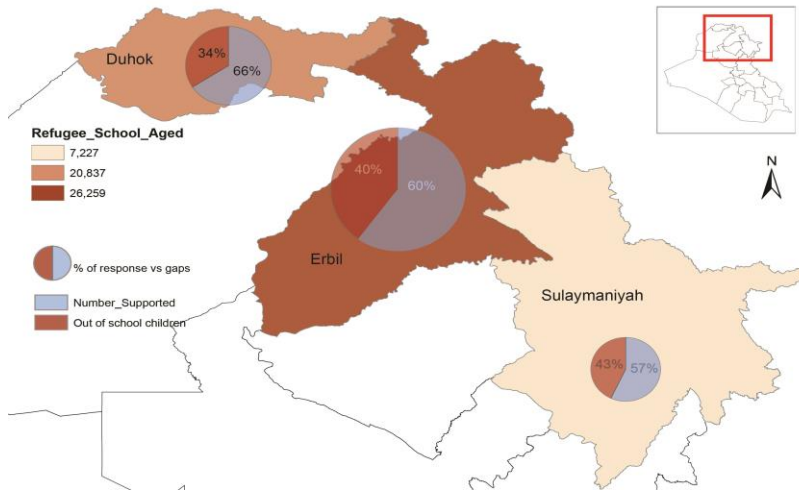 34%
Duhok
66%
Refugee_School_Aged
7,227
20,837
26,259
N
40%
60%
% of response vs gaps
Erbil
Number_Supported
Sulaymaniyah
Out of school children
43% 57%